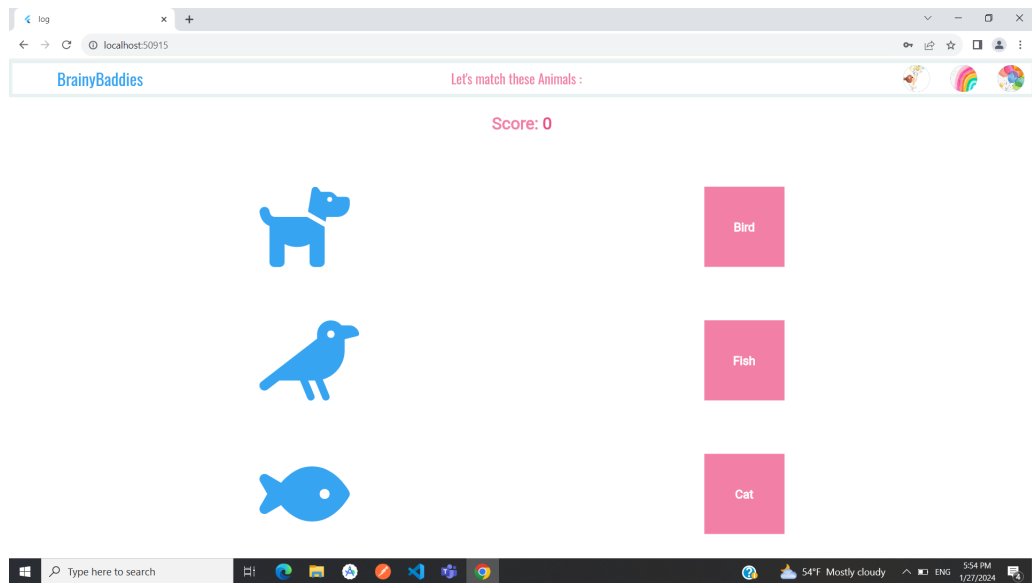 log
localhost:50915
BrainyBaddies
Let's match these Animals :
Score: 0
Bird
Fish
Cat
Type here to search
54°F Mostly cloudy
ENG
5:54 PM
1/27/2024